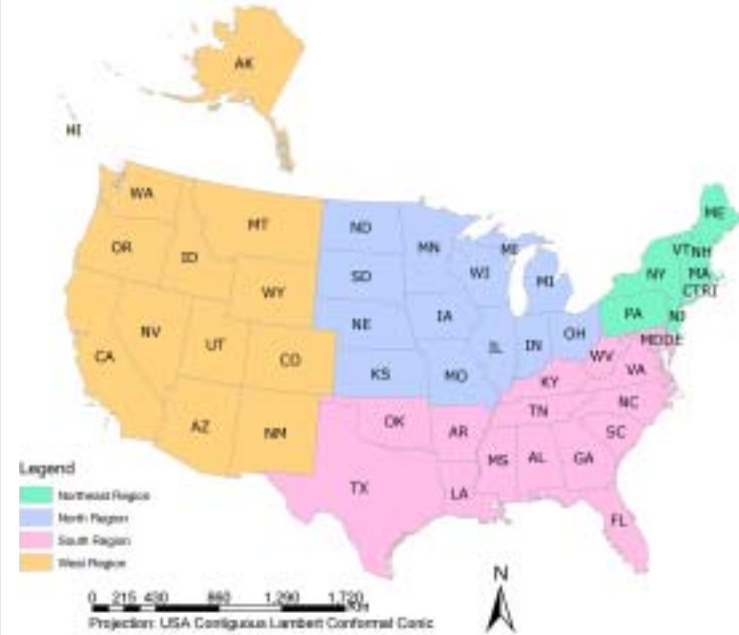 AK
HI
WA
MT
ND
ME
OR
ID
MN
MI
VT NH
SD
WI
MI
NY
MA
WY
CT RI
NE
IA
PA
NJ
NV
UT
IL
IN
OH
MD DE
CA
CO
KS
MO
WV
VA
KY
AZ
NM
OK
AR
TN
NC
SC
MS
AL
GA
TX
LA
FL
Legend
Northeast Region
North Region
South Region
West Region
N
0 215 430 860 1,290 1,720
Km
Projection: USA Contiguous Lambert Conformal Conic